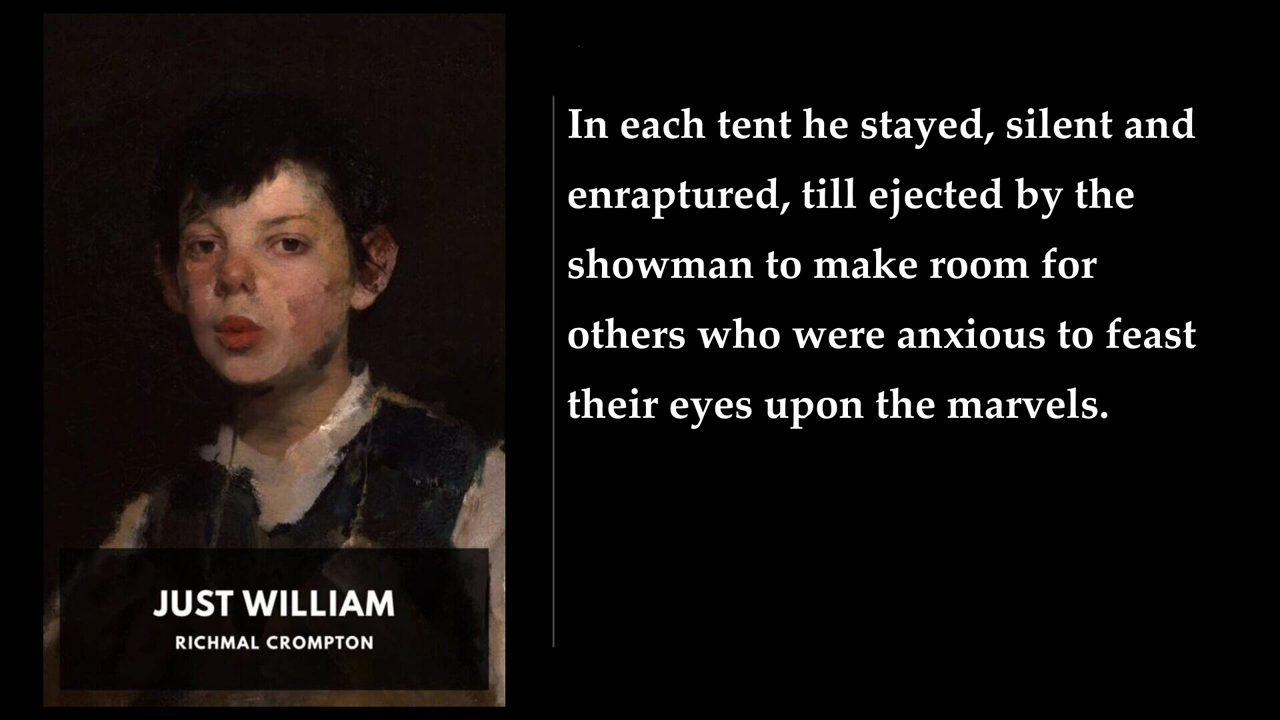 In each tent he stayed, silent and
enraptured, till ejected by the
showman to make room for
others who were anxious to feast
their eyes upon the marvels.
JUST WILLIAM
RICHMAL CROMPTON